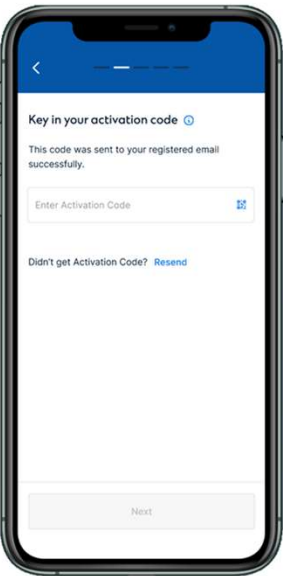 Key in your activation code
This code was sent to your registered email
successfully.
Enter Activation Code
Didn't get Activation Code? Resend
Next